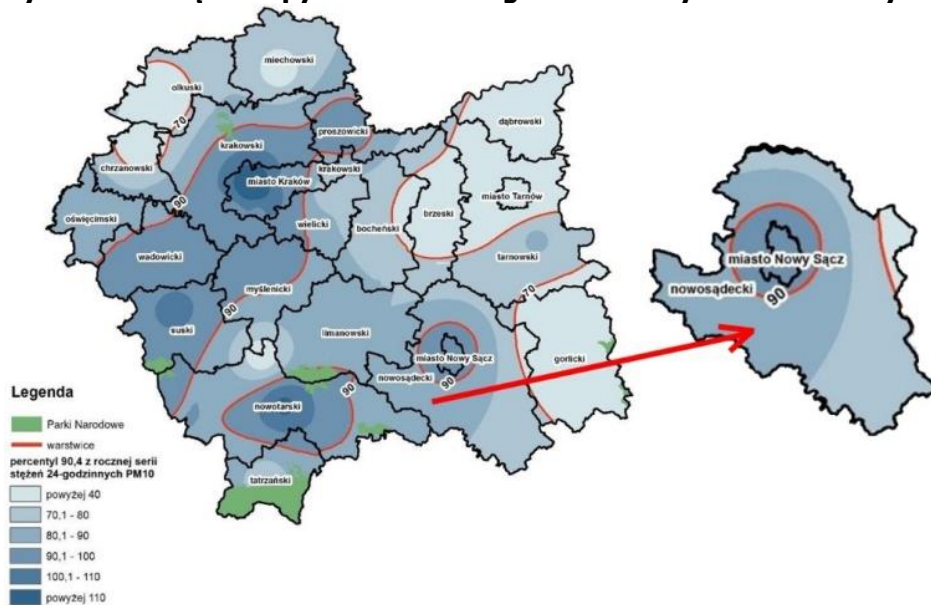 miechowski
olkuski
70
dąbrowski
krakowski
proszowicki
chrzanowski
krakowski
miasto Kraków
miasto Tarnów
brzeski
90
oświęcimski
wielicki
bocheński
wadowicki
tarnowski
myślenicki
70
90
suski
limanowski
miasto Nowy Sącz
gorlicki
nowosądecki
90
90
nowotarski
tatrzański
miasto Nowy Sącz
nowosądecki
90
Legenda
Parki Narodowe
warstwice
percentyl 90,4 z rocznej serii
stężeń 24-godzinnych PM10
powyżej 40
70,1 - 80
80,1 - 90
90,1 - 100
100,1 - 110
powyżej 110